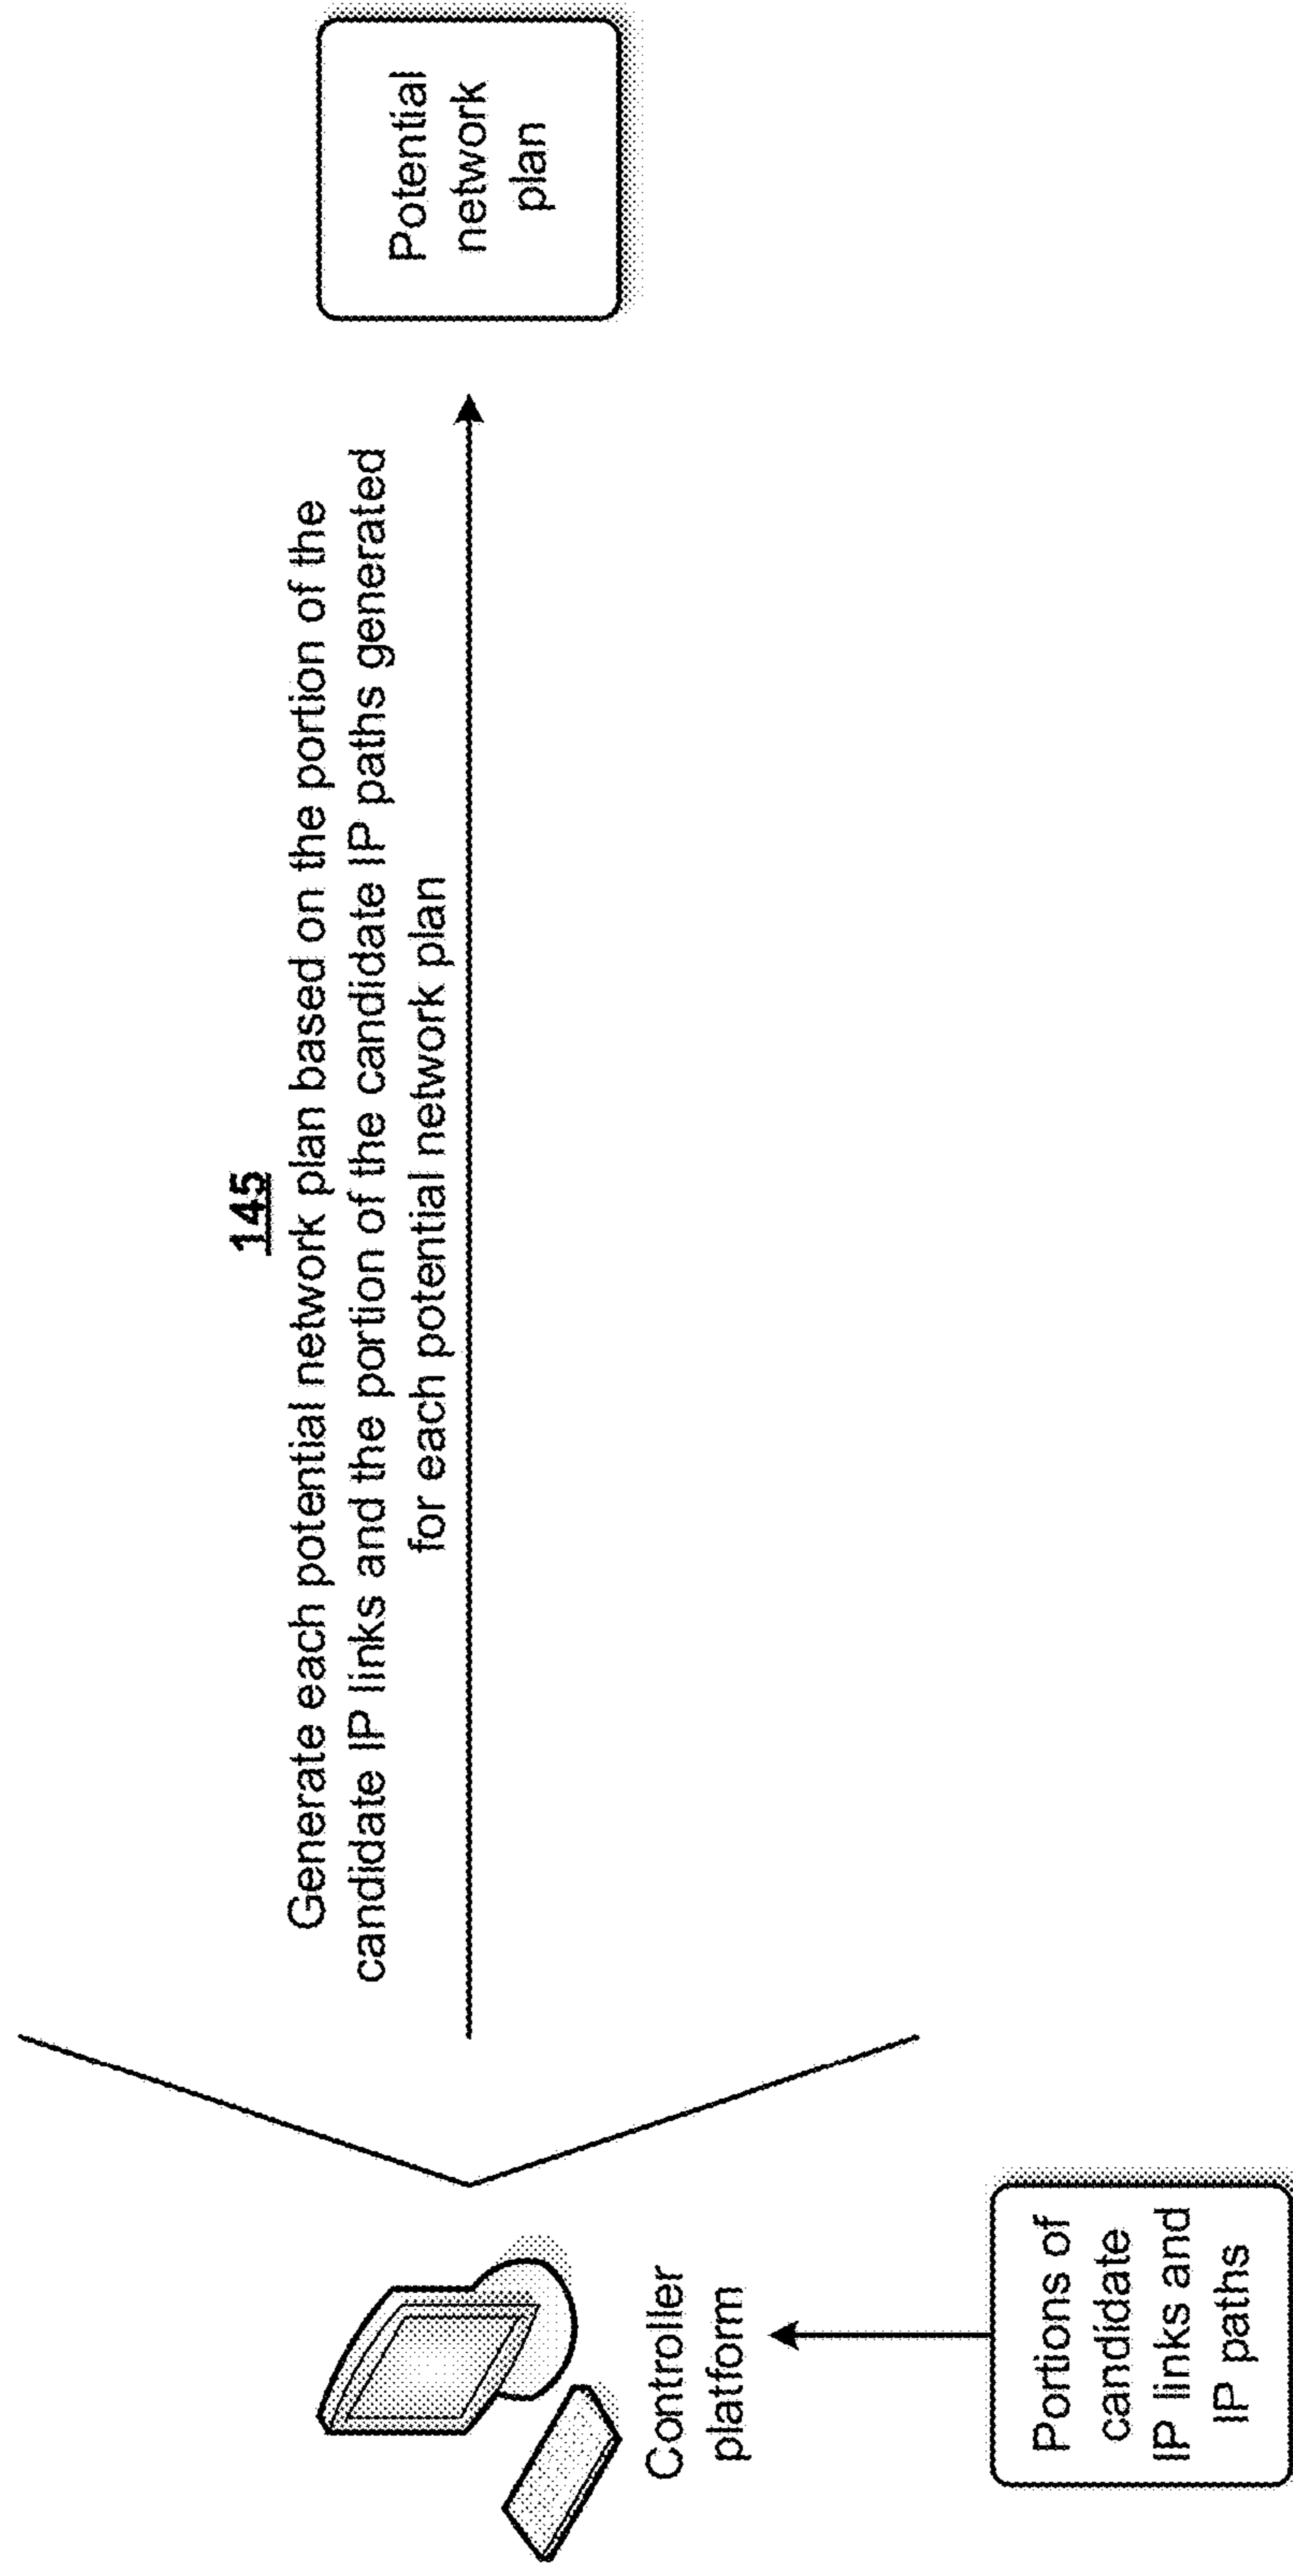 145
Generate each potential network plan based on the portion of the
candidate IP links and the portion of the candidate IP paths generated
for each potential network plan
Potential
network
plan
Controller
platform
Portions of
candidate
IP links and
IP paths